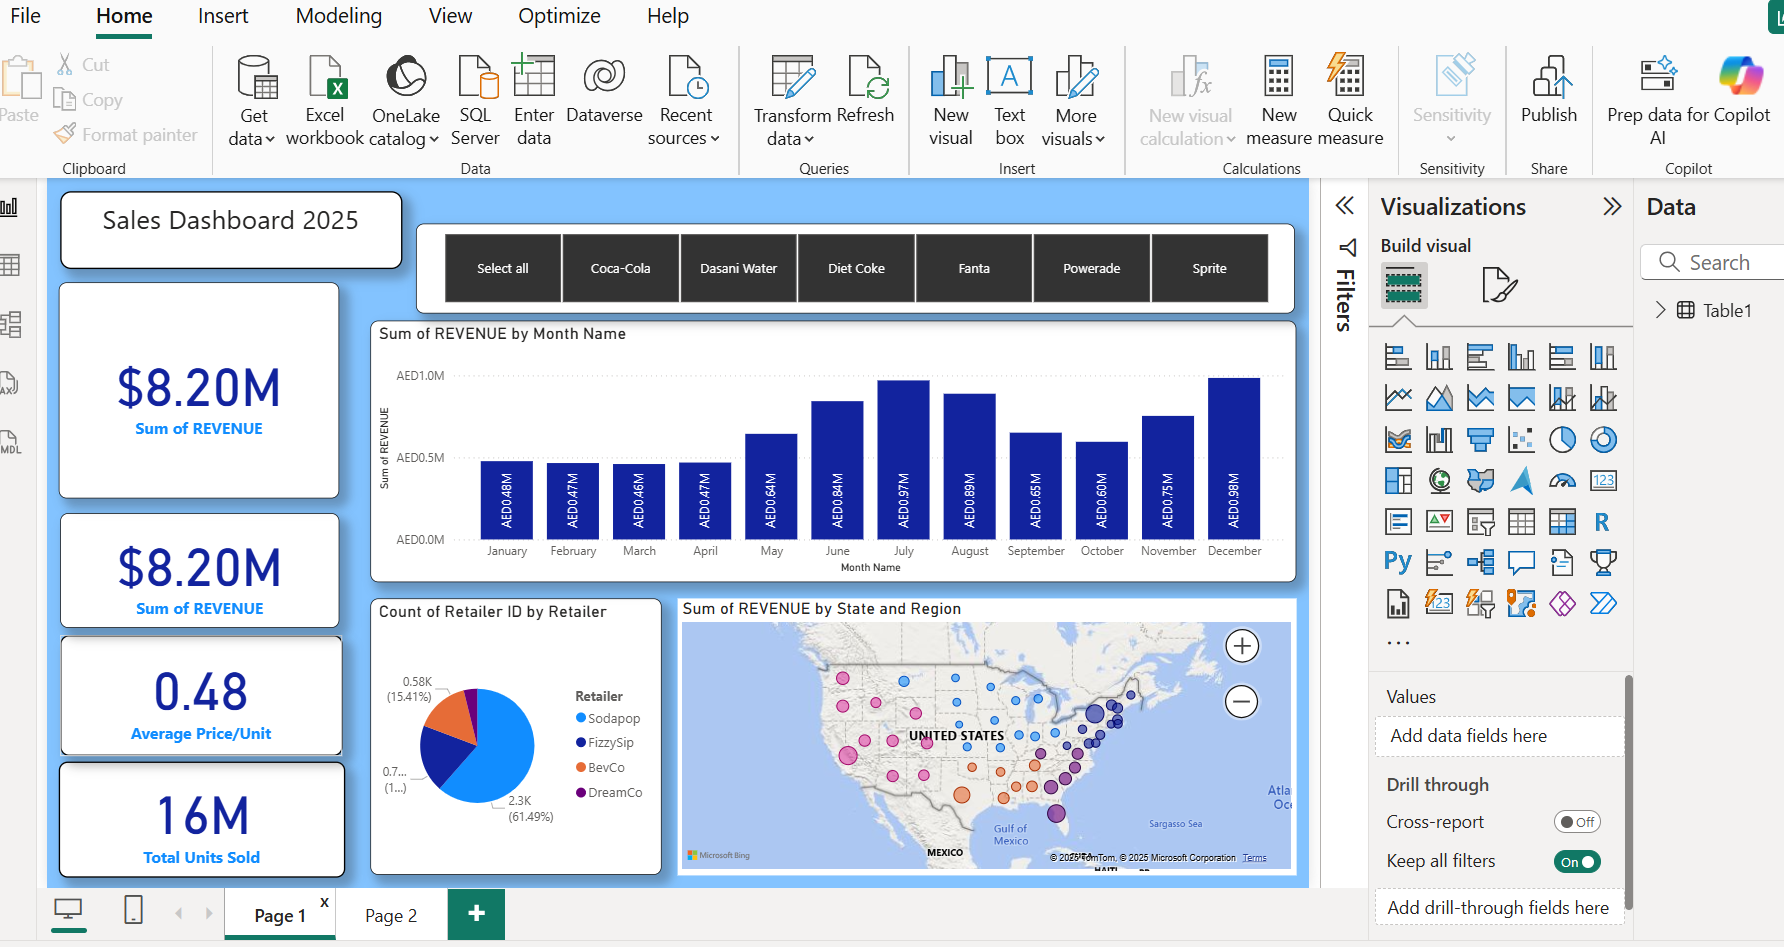 File
Home
Insert
Modeling
View
Optimize
Help
Paste
Cut
Copy
Format painter
Clipboard
Get
data
Excel
workbook
OneLake
catalog
SQL
Server
Enter
data
Dataverse
Recent
sources
Data
Transform
data
Refresh
Queries
New
visual
Text
box
More
visuals
Insert
New visual
calculation
New
measure
Quick
measure
Calculations
Sensitivity
Sensitivity
Publish
Share
Prep data for
AI
Copilot
Copilot
Sales Dashboard 2025
Select all
Coca-Cola
Dasani Water
Diet Coke
Fanta
Powerade
Sprite
$8.20M
Sum of REVENUE
$8.20M
Sum of REVENUE
0.48
Average Price/Unit
16M
Total Units Sold
Sum of REVENUE by Month Name
Sum of REVENUE
AED1.0M
AED0.5M
AED0.0M
AED0.48M
AED0.47M
AED0.46M
AED0.47M
AED0.64M
AED0.84M
AED0.97M
AED0.89M
AED0.65M
AED0.60M
AED0.75M
AED0.98M
January
February
March
April
May
June
July
August
September
October
November
December
Month Name
Count of Retailer ID by Retailer
0.58K
(15.41%)
0.7...
(1...)
2.3K
(61.49%)
Retailer
Sodapop
FizzySip
BevCo
DreamCo
Sum of REVENUE by State and Region
UNITED STATES
MEXICO
Gulf of
Mexico
Sargasso Sea
Atla
Oce
Microsoft Bing
© 2025 TomTom, © 2025 Microsoft Corporation
Terms
Filters
Visualizations
Build visual
R
Py
123
123
...
Values
Add data fields here
Drill through
Cross-report
Off
Keep all filters
On
Add drill-through fields here
Data
Search
Table1
Page 1
x
Page 2
+